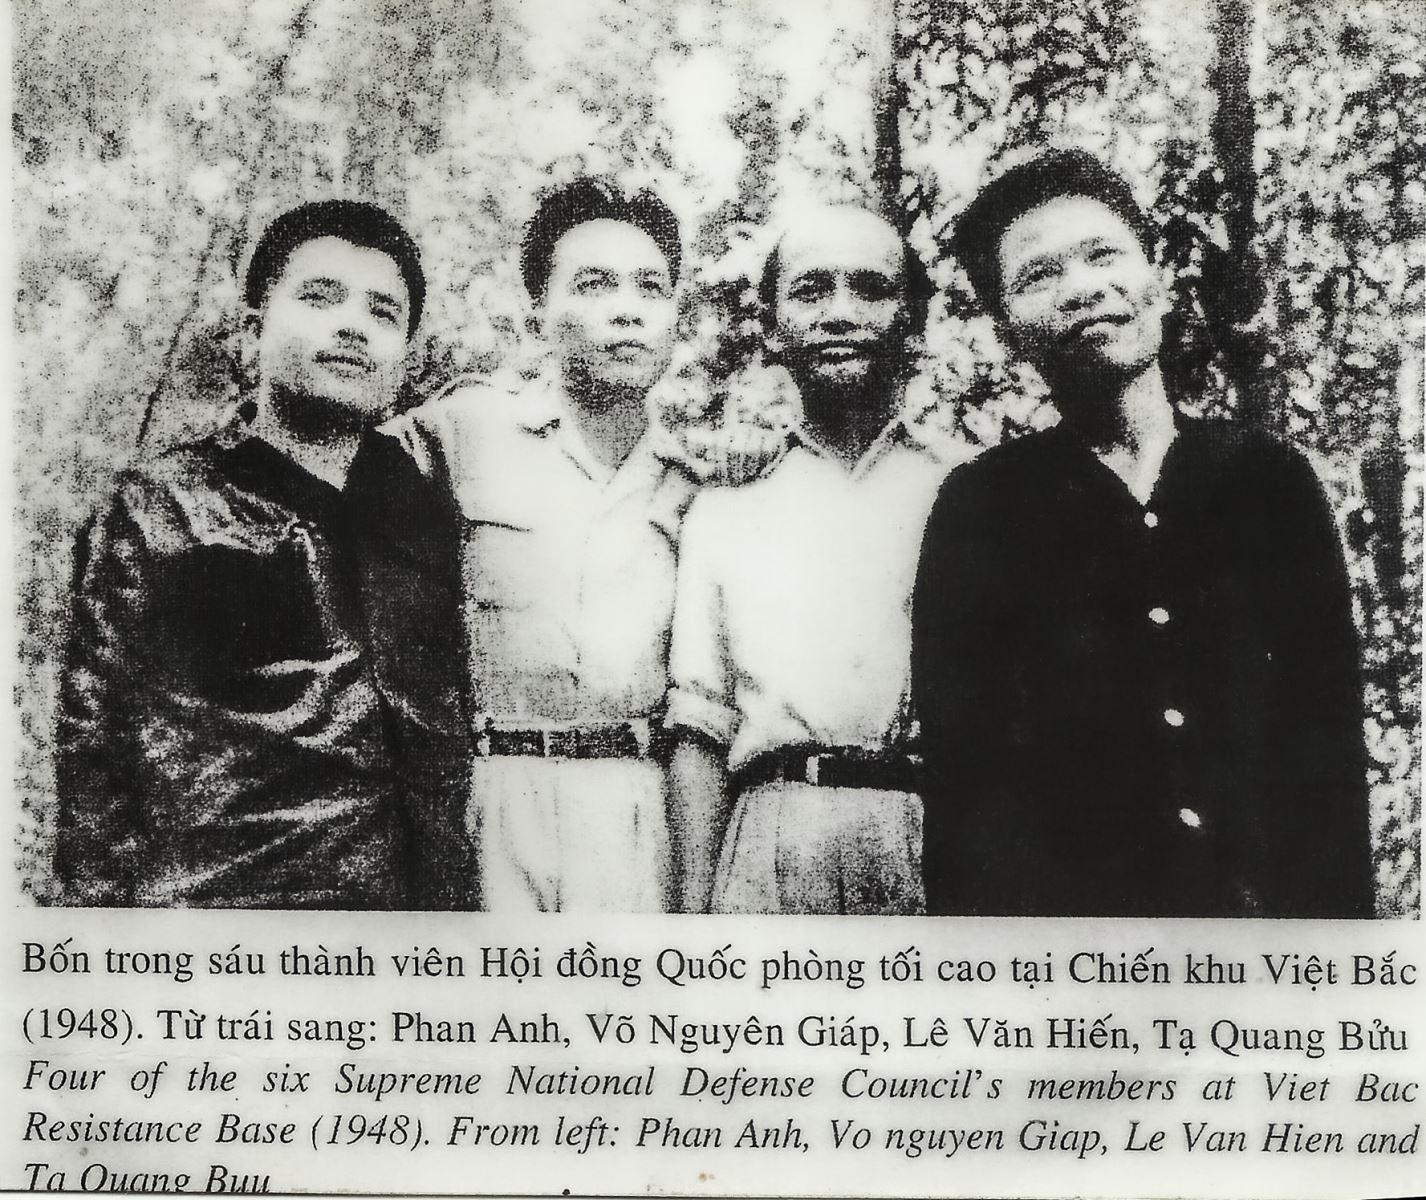 Bốn trong sáu thành viên Hội đồng Quốc phòng tối cao tại Chiến khu Việt Bắc
(1948). Từ trái sang: Phan Anh, Võ Nguyên Giáp, Lê Văn Hiến, Tạ Quang Bửu
Four of the six Supreme National Defense Council's members at Viet Bac
Resistance Base (1948). From left: Phan Anh, Vo nguyen Giap, Le Van Hien and
Ta Quang Buu